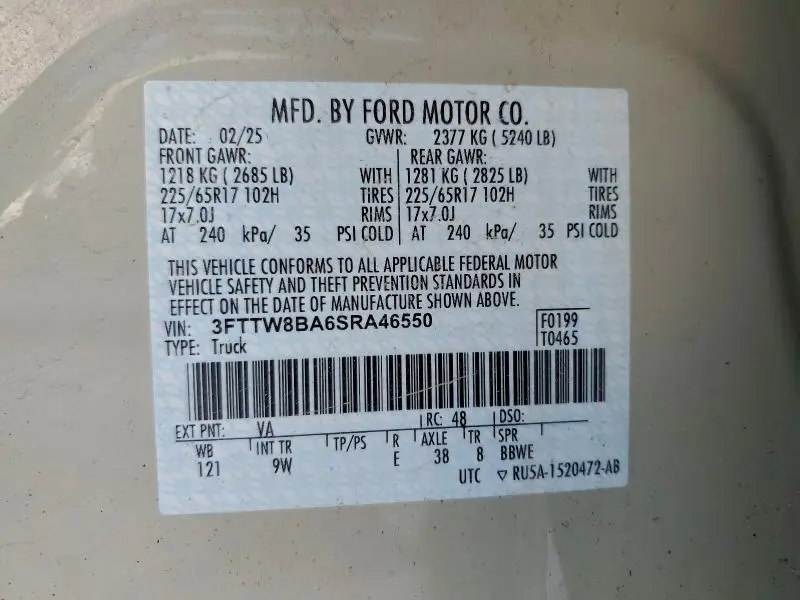 MFD. BY FORD MOTOR CO.
DATE: 02/25 GVWR: 2377 KG ( 5240 LB)
FRONT GAWR: REAR GAWR:
1218 KG ( 2685 LB) WITH 1281 KG ( 2825 LB) WITH
225/65R17 102H TIRES 225/65R17 102H TIRES
17x7.0J RIMS 17x7.0J RIMS
AT 240 kPa/ 35 PSI COLD AT 240 kPa/ 35 PSI COLD
THIS VEHICLE CONFORMS TO ALL APPLICABLE FEDERAL MOTOR
VEHICLE SAFETY AND THEFT PREVENTION STANDARDS IN
EFFECT ON THE DATE OF MANUFACTURE SHOWN ABOVE.
VIN: 3FTTW8BA6SRA46550 F0199
TYPE: Truck T0465
EXT PNT: VA RC: 48 DSO:
WB INT TR TP/PS R AXLE TR SPR
121 9W E 38 8 BBWE
UTC ▽ RU5A-1520472-AB